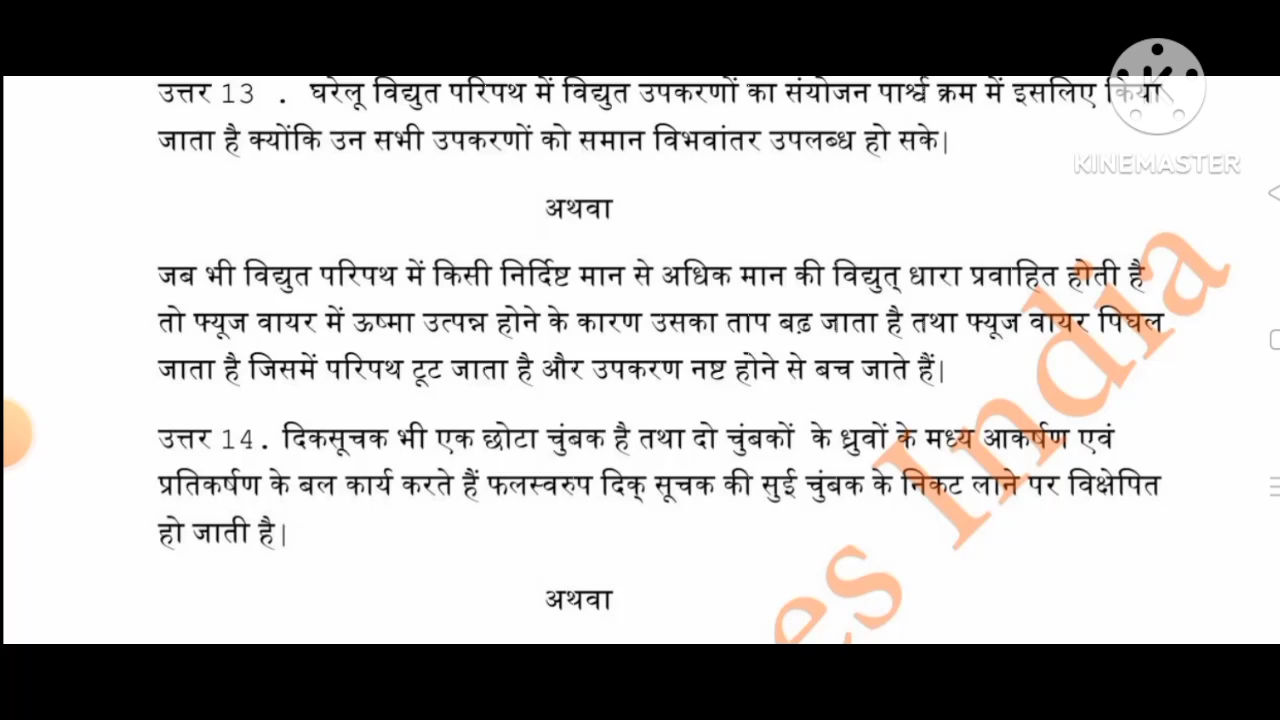 उत्तर 13 . घरेलू विद्युत परिपथ में विद्युत उपकरणों का संयोजन पार्श्व क्रम में इसलिए किया
जाता है क्योंकि उन सभी उपकरणों को समान विभवांतर उपलब्ध हो सके|
KINEMASTER
अथवा
जब भी विद्युत परिपथ में किसी निर्दिष्ट मान से अधिक मान की विद्युत् धारा प्रवाहित होती है
तो फ्यूज वायर में ऊष्मा उत्पन्न होने के कारण उसका ताप बढ़ जाता है तथा फ्यूज वायर पिघल
जाता है जिसमें परिपथ टूट जाता है और उपकरण नष्ट होने से बच जाते हैं|
उत्तर 14. दिकसूचक भी एक छोटा चुंबक है तथा दो चुंबकों के ध्रुवों के मध्य आकर्षण एवं
प्रतिकर्षण के बल कार्य करते हैं फलस्वरुप दिक् सूचक की सुई चुंबक के निकट लाने पर विक्षेपित
हो जाती है|
अथवा
es India